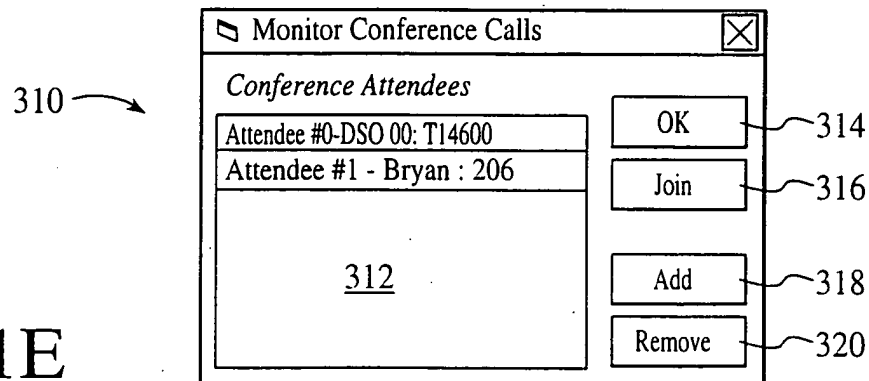 Monitor Conference Calls
310
Conference Attendees
Attendee #0-DSO 00: T14600
Attendee #1 - Bryan : 206
312
OK
314
Join
316
Add
318
Remove
320
1E